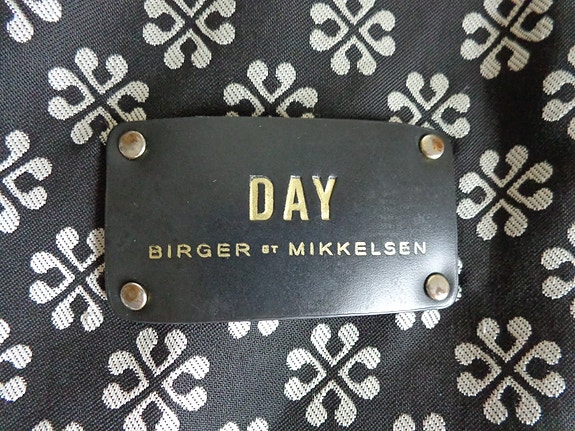 DAY
BIRGER ET MIKKELSEN